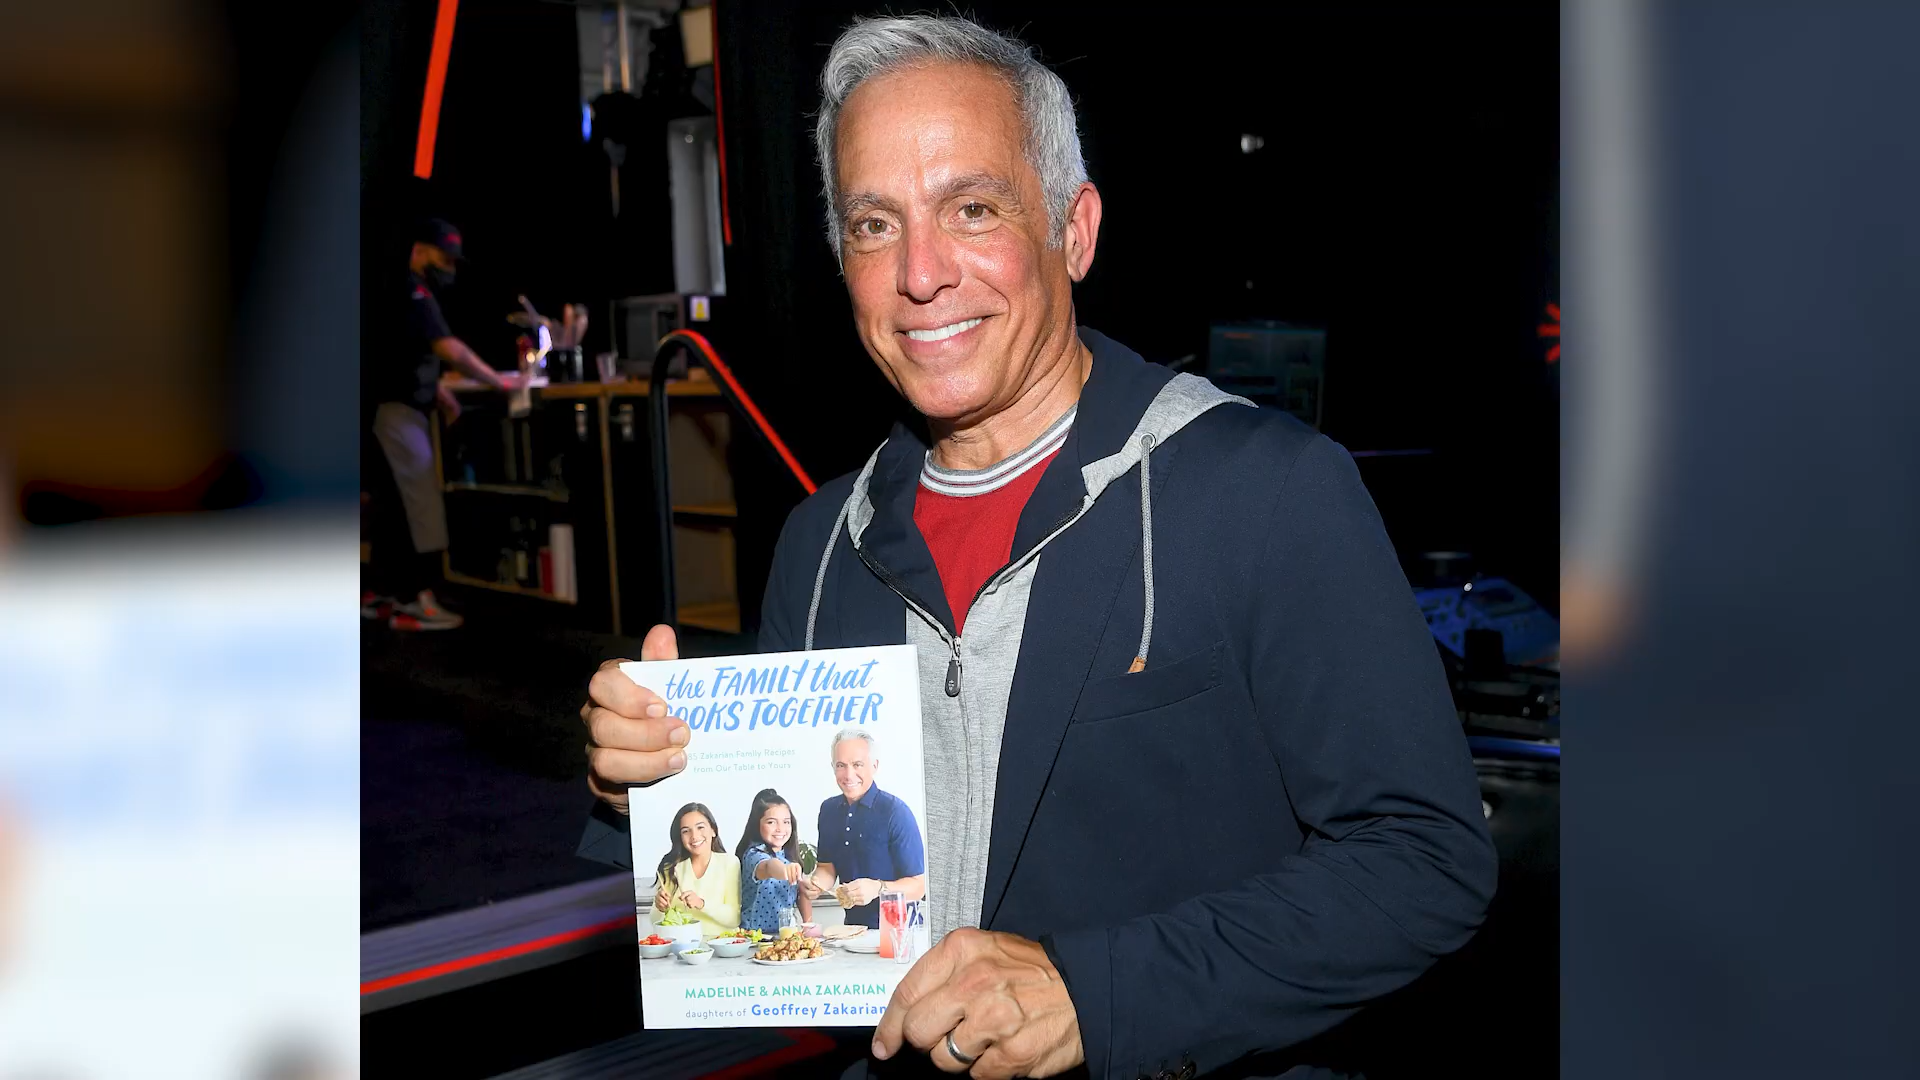 the FAMILY that
COOKS TOGETHER
85 Zakarian Family Recipes
from Our Table to Yours
MADELINE & ANNA ZAKARIAN
daughters of Geoffrey Zakarian